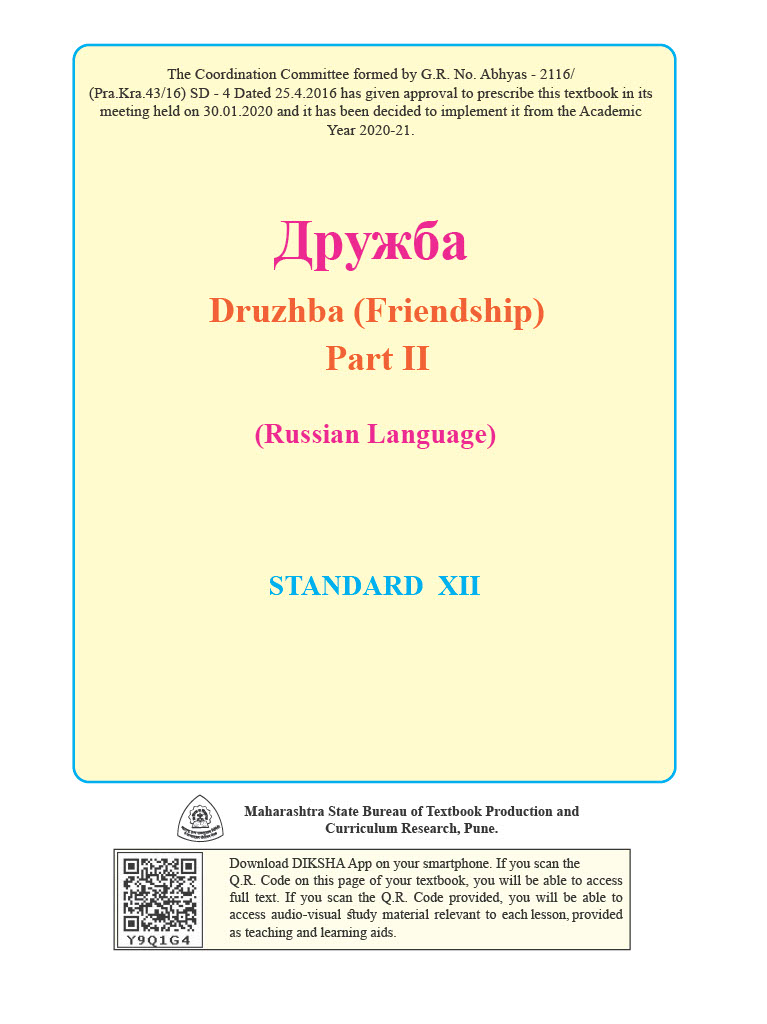 The Coordination Committee formed by G.R. No. Abhyas - 2116/
(Pra.Kra.43/16) SD - 4 Dated 25.4.2016 has given approval to prescribe this textbook in its
meeting held on 30.01.2020 and it has been decided to implement it from the Academic
Year 2020-21.
Дружба
Druzhba (Friendship)
Part II
(Russian Language)
STANDARD XII
Maharashtra State Bureau of Textbook Production and
Curriculum Research, Pune.
Download DIKSHA App on your smartphone. If you scan the
Q.R. Code on this page of your textbook, you will be able to access
full text. If you scan the Q.R. Code provided, you will be able to
access audio-visual study material relevant to each lesson, provided
as teaching and learning aids.
Y9Q1G4